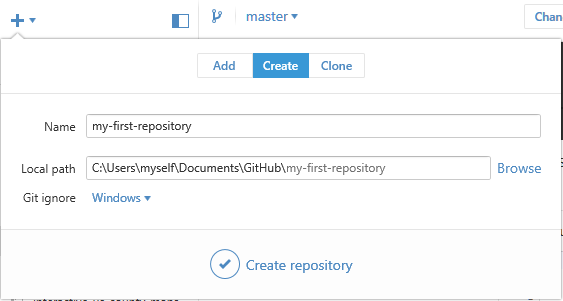 master
Chan
Add Create Clone
Name my-first-repository
Local path C:\Users\myself\Documents\GitHub\my-first-repository Browse
Git ignore Windows
Create repository